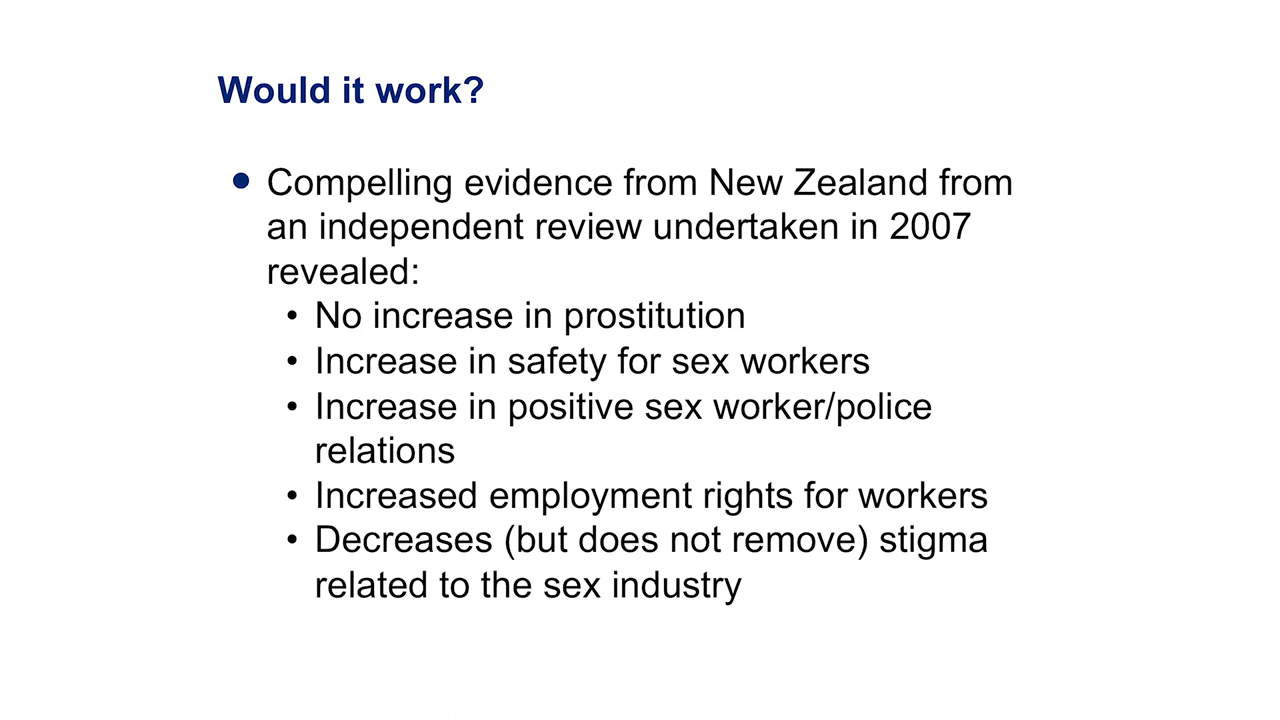 Would it work?
● Compelling evidence from New Zealand from
an independent review undertaken in 2007
revealed:
• No increase in prostitution
• Increase in safety for sex workers
• Increase in positive sex worker/police
relations
• Increased employment rights for workers
• Decreases (but does not remove) stigma
related to the sex industry